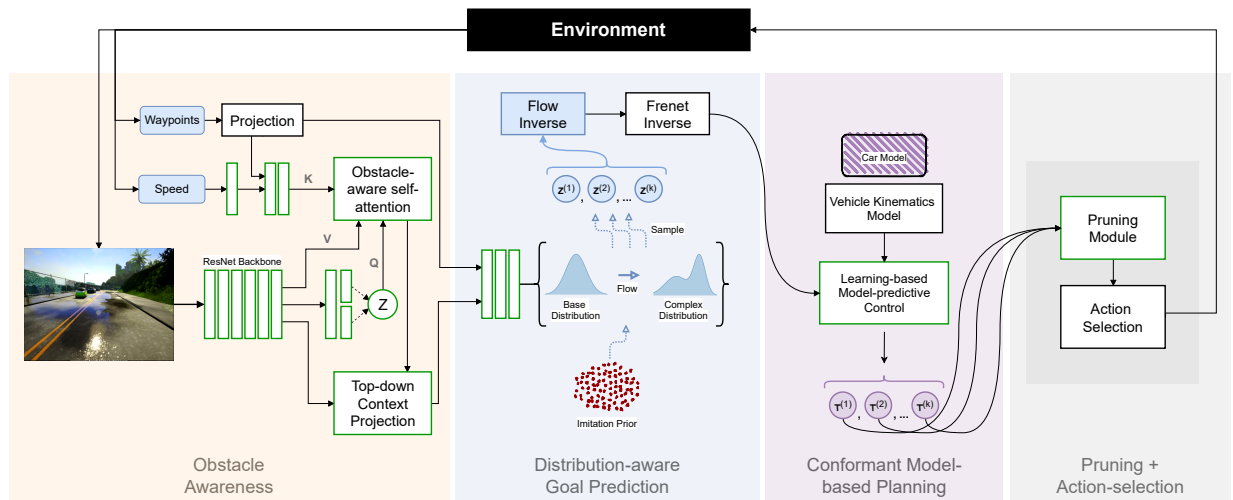 Environment
Waypoints
Projection
Speed
K
Obstacle-
aware self-
attention
V
Q
ResNet Backbone
Z
Top-down
Context
Projection
Obstacle
Awareness
Flow
Inverse
Frenet
Inverse
z(1) , z(2) , ... z(k)
Sample
Base
Distribution
Flow
Complex
Distribution
Imitation Prior
Distribution-aware
Goal Prediction
Car Model
Vehicle Kinematics
Model
Learning-based
Model-predictive
Control
τ(1) , τ(2) , ... τ(k)
Conformant Model-
based Planning
Pruning
Module
Action
Selection
Pruning +
Action-selection